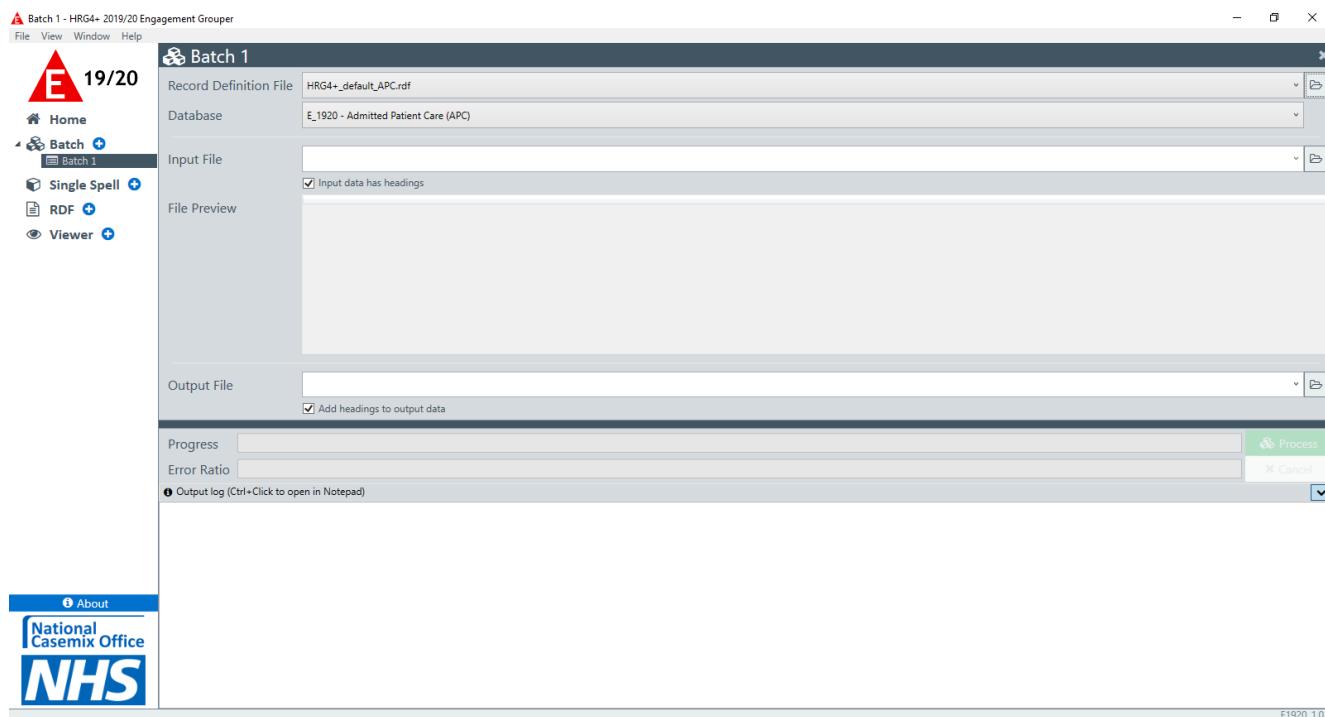 Batch 1 - HRG4+ 2019/20 Engagement Grouper
File View Window Help
E 19/20
Home
Batch
Batch 1
Single Spell
RDF
Viewer
Batch 1
Record Definition File HRG4+_default_APC.rdf
Database E_1920 - Admitted Patient Care (APC)
Input File
Input data has headings
File Preview
Output File
Add headings to output data
Progress
Process
Error Ratio
Cancel
Output log (Ctrl+Click to open in Notepad)
About
National
Casemix Office
NHS
E1920_1.0